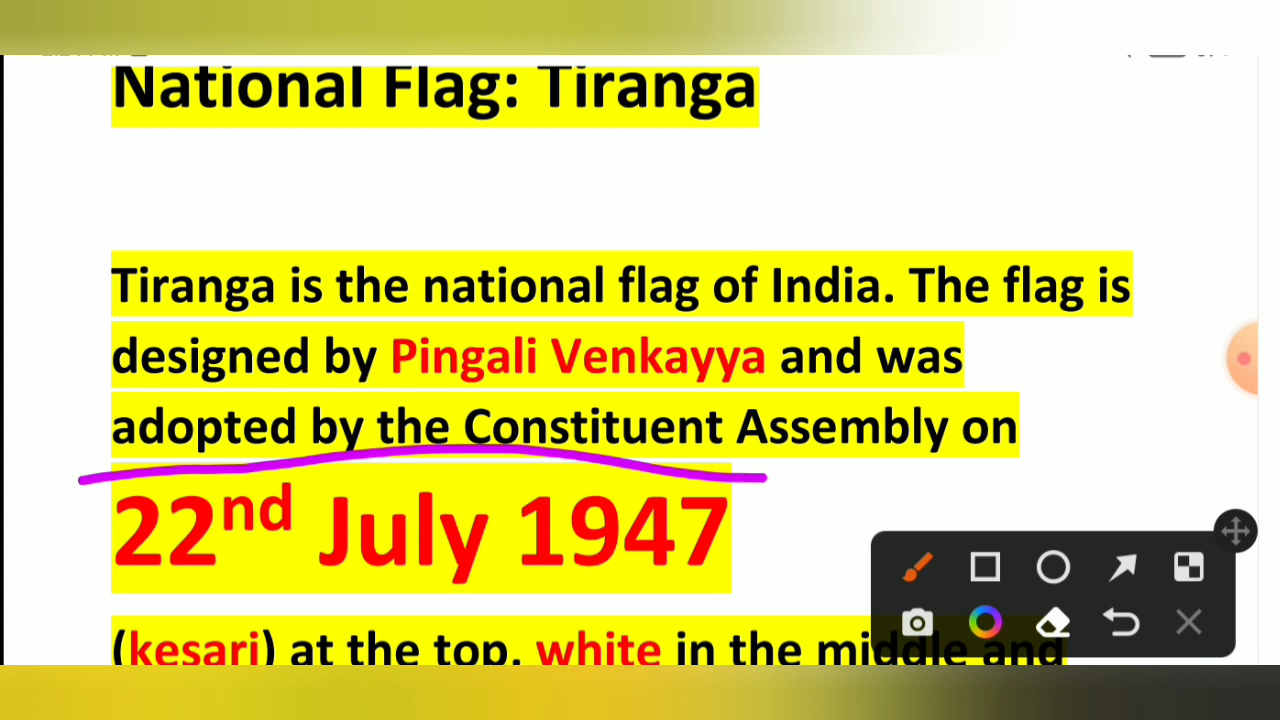 National Flag: Tiranga
Tiranga is the national flag of India. The flag is
designed by Pingali Venkayya and was
adopted by the Constituent Assembly on
22nd July 1947
(kesari) at the top, white in the middle and